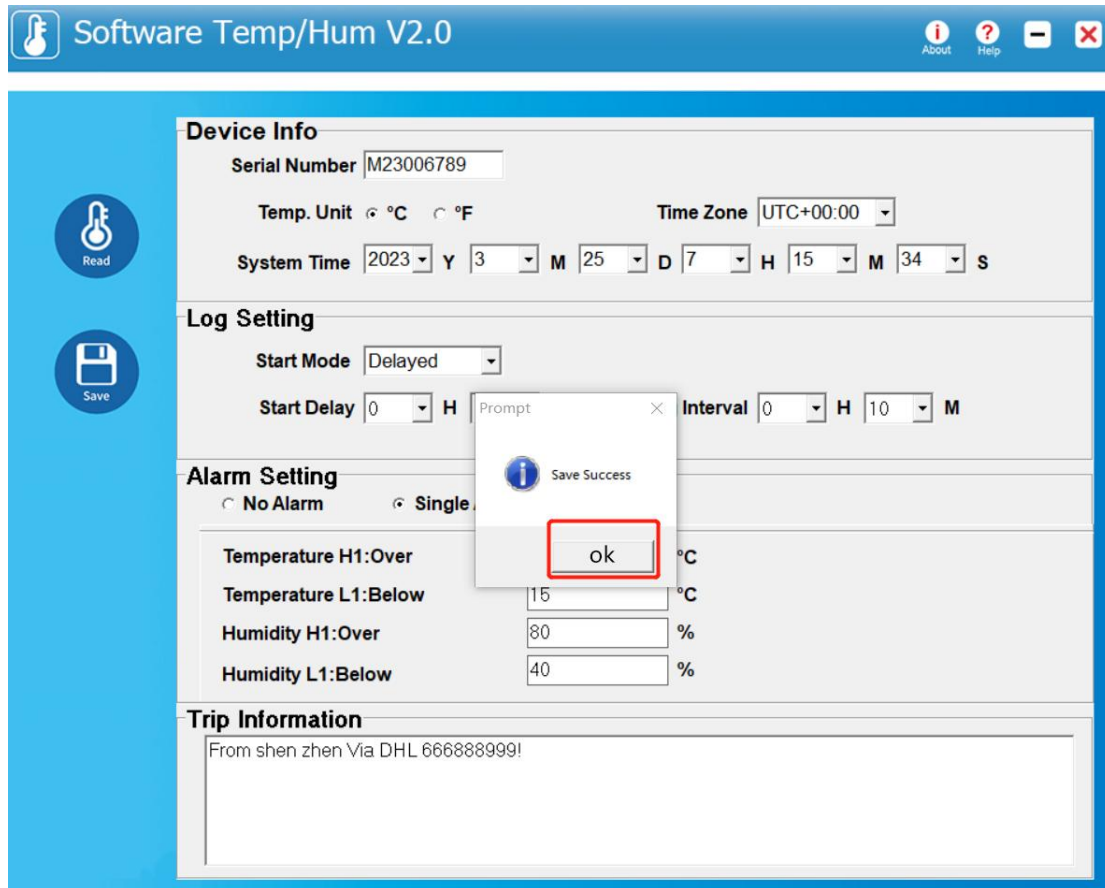 Software Temp/Hum V2.0
About
Help
Device Info
Serial Number M23006789
Temp. Unit °C °F Time Zone UTC+00:00
Read
System Time 2023 Y 3 M 25 D 7 H 15 M 34 S
Log Setting
Start Mode Delayed
Save
Start Delay 0 H Interval 0 H 10 M
Prompt
Save Success
ok
Alarm Setting
No Alarm Single
Temperature H1:Over °C
Temperature L1:Below 15 °C
Humidity H1:Over 80 %
Humidity L1:Below 40 %
Trip Information
From shen zhen Via DHL 666888999!